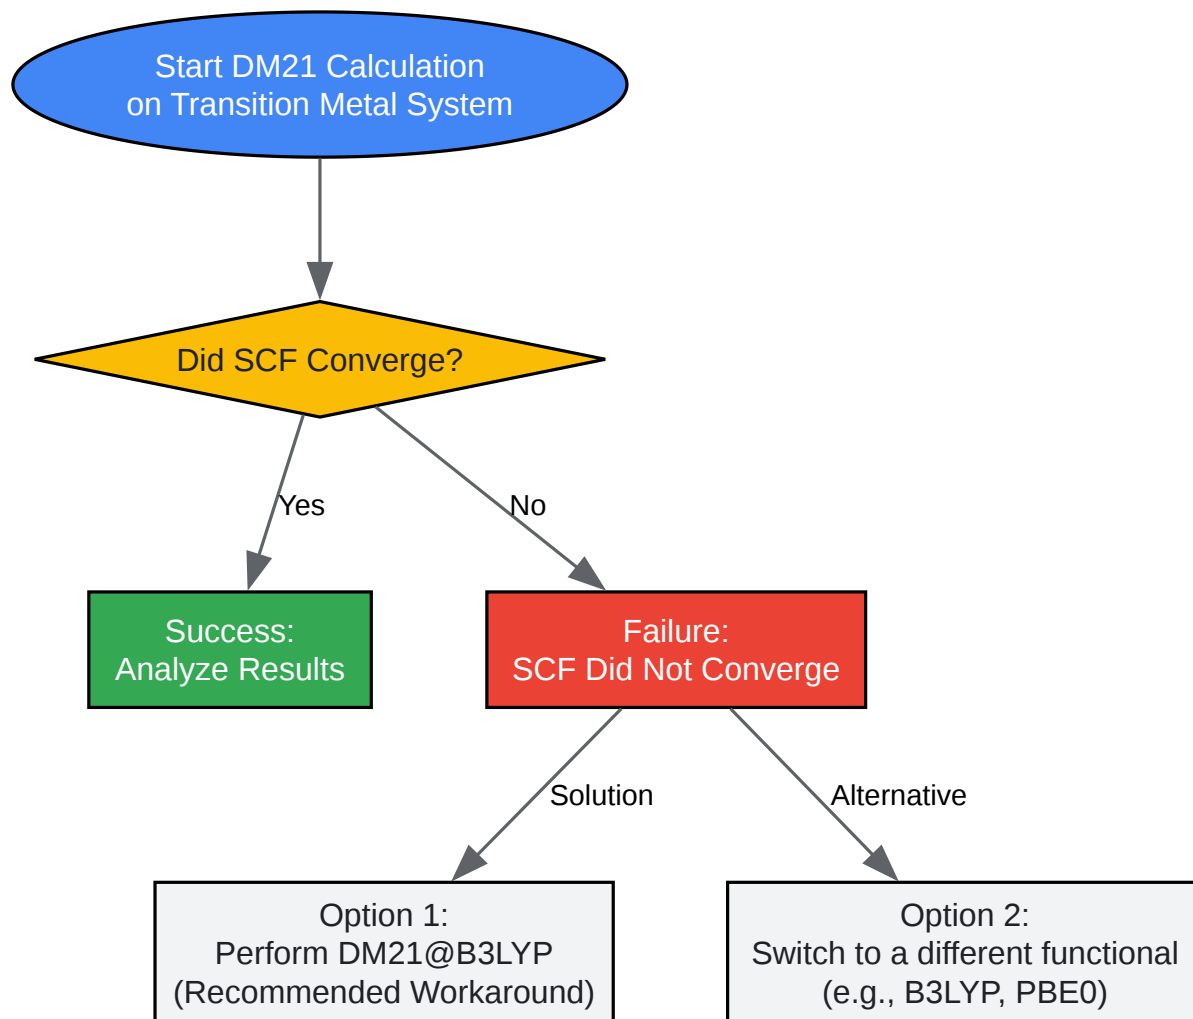 Start DM21 Calculation
on Transition Metal System
Did SCF Converge?
Yes
No
Success:
Analyze Results
Failure:
SCF Did Not Converge
Solution
Alternative
Option 1:
Perform DM21@B3LYP
(Recommended Workaround)
Option 2:
Switch to a different functional
(e.g., B3LYP, PBE0)